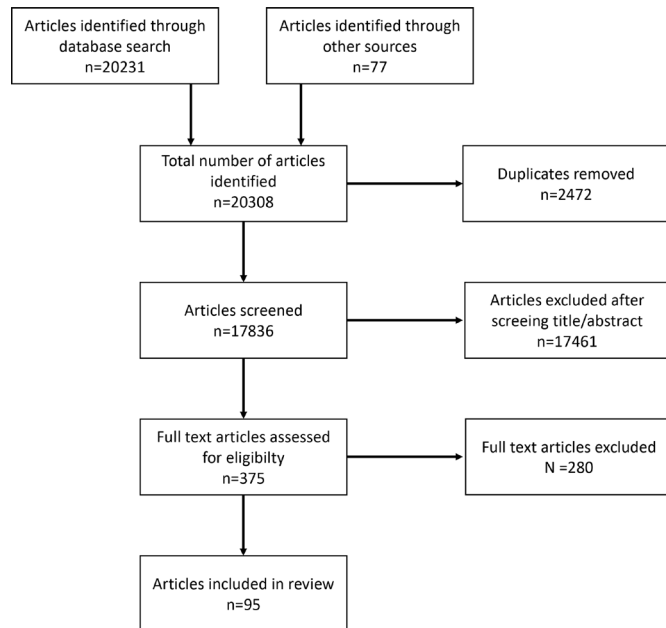 Articles identified through
database search
n=20231
Articles identified through
other sources
n=77
Total number of articles
identified
n=20308
Duplicates removed
n=2472
Articles screened
n=17836
Articles excluded after
screeing title/abstract
n=17461
Full text articles assessed
for eligibilty
n=375
Full text articles excluded
N =280
Articles included in review
n=95